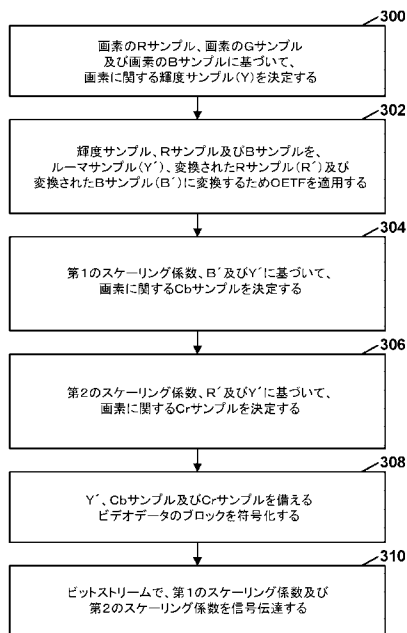 300
画素のRサンプル、画素のGサンプル
及び画素のBサンプルに基づいて、
画素に関する輝度サンプル(Y)を決定する
302
輝度サンプル、Rサンプル及びBサンプルを、
ルーマサンプル(Y´)、変換されたRサンプル(R´)及び
変換されたBサンプル(B´)に変換するためOETFを適用する
304
第1のスケーリング係数、B´及びY´に基づいて、
画素に関するCbサンプルを決定する
306
第2のスケーリング係数、R´及びY´に基づいて、
画素に関するCrサンプルを決定する
308
Y´、Cbサンプル及びCrサンプルを備える
ビデオデータのブロックを符号化する
310
ビットストリームで、第1のスケーリング係数及び
第2のスケーリング係数を信号伝達する